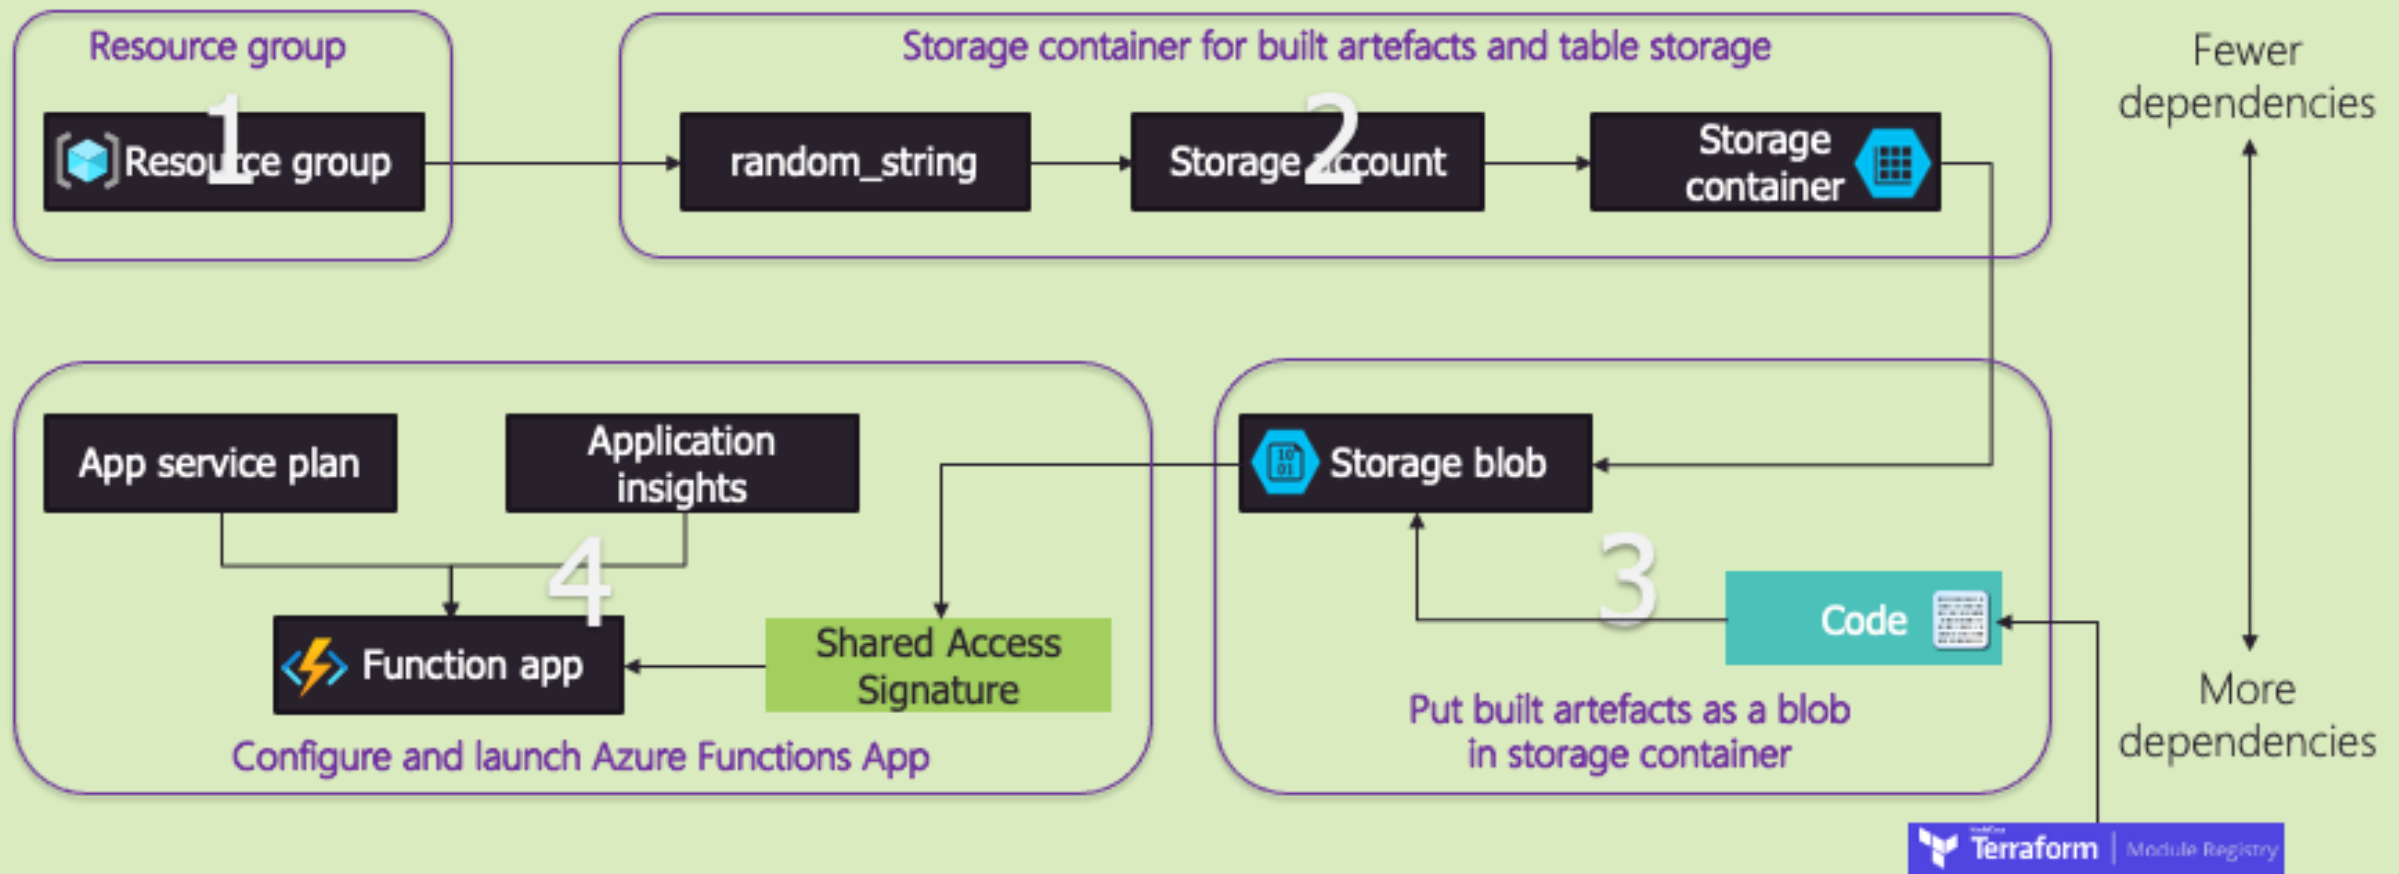 Resource group
Storage container for built artefacts and table storage
Fewer
dependencies
1
Resource group
random_string
2
Storage account
Storage
container
App service plan
Application
insights
10
01
Storage blob
4
3
Function app
Shared Access
Signature
Code
Configure and launch Azure Functions App
Put built artefacts as a blob
in storage container
More
dependencies
Terraform
Module Registry